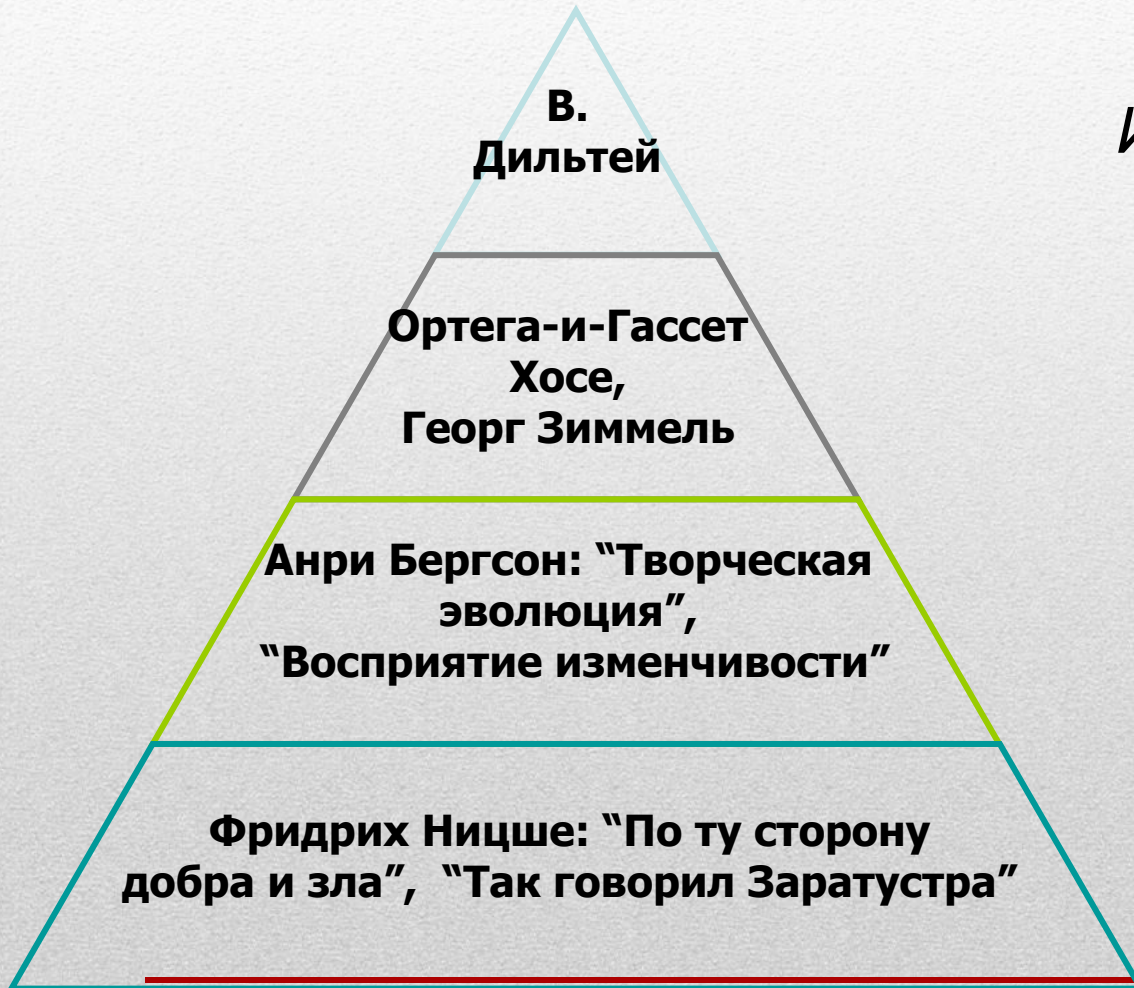 В.
Дильтей
Ортега-и-Гассет
Хосе,
Георг Зиммель
Анри Бергсон: “Творческая
эволюция”,
“Восприятие изменчивости”
Фридрих Ницше: “По ту сторону
добра и зла”, “Так говорил Заратустра”